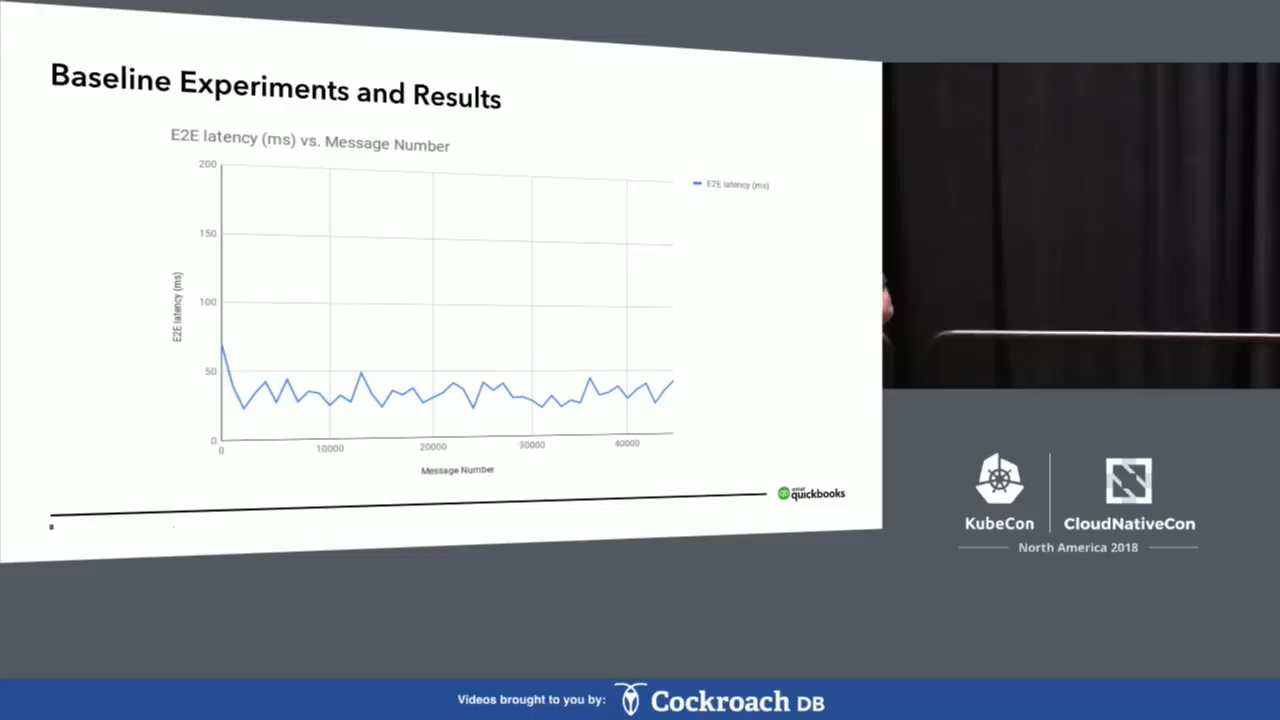 Baseline Experiments and Results
E2E latency (ms) vs. Message Number
200
150
100
50
0
E2E latency (ms)
0
10000
20000
30000
40000
Message Number
E2E latency (ms)
intuit
quickbooks
KubeCon
CloudNativeCon
North America 2018
Videos brought to you by:
Cockroach DB